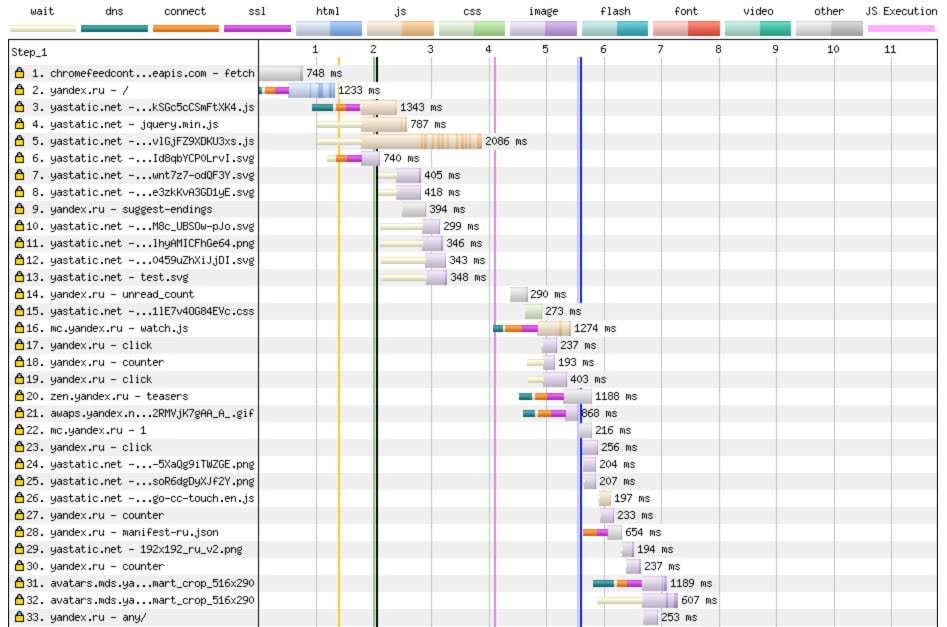 wait dns connect ssl html js css image flash font video other JS Execution
Step_1 1 2 3 4 5 6 7 8 9 10 11
1. chromefeedcont...eapis.com - fetch 748 ms
2. yandex.ru - / 1233 ms
3. yastatic.net -...kSGc5cCSmFtXK4.js 1343 ms
4. yastatic.net - jquery.min.js 787 ms
5. yastatic.net -...vlGjFZ9XDKU3xs.js 2086 ms
6. yastatic.net -...Id8qbYCPOLrvI.svg 740 ms
7. yastatic.net -...wnt7z7-odQF3Y.svg 405 ms
8. yastatic.net -...e3zkKvA3GD1yE.svg 418 ms
9. yandex.ru - suggest-endings 394 ms
10. yastatic.net -...M8c_UBSOw-pJo.svg 299 ms
11. yastatic.net -...lhyAMICFhGe64.png 346 ms
12. yastatic.net -...O459uZhXiJjDI.svg 343 ms
13. yastatic.net - test.svg 348 ms
14. yandex.ru - unread_count 290 ms
15. yastatic.net -...1lE7v4OG84EVc.css 273 ms
16. mc.yandex.ru - watch.js 1274 ms
17. yandex.ru - click 237 ms
18. yandex.ru - counter 193 ms
19. yandex.ru - click 403 ms
20. zen.yandex.ru - teasers 1188 ms
21. awaps.yandex.n...2RMVjK7gAA_A_.gif 868 ms
22. mc.yandex.ru - 1 216 ms
23. yandex.ru - click 256 ms
24. yastatic.net -...-5XaQg9iTWZGE.png 204 ms
25. yastatic.net -...soR6dgDyXJf2Y.png 207 ms
26. yastatic.net -...go-cc-touch.en.js 197 ms
27. yandex.ru - counter 233 ms
28. yandex.ru - manifest-ru.json 654 ms
29. yastatic.net - 192x192_ru_v2.png 194 ms
30. yandex.ru - counter 237 ms
31. avatars.mds.ya...mart_crop_516x290 1189 ms
32. avatars.mds.ya...mart_crop_516x290 607 ms
33. yandex.ru - any/ 253 ms